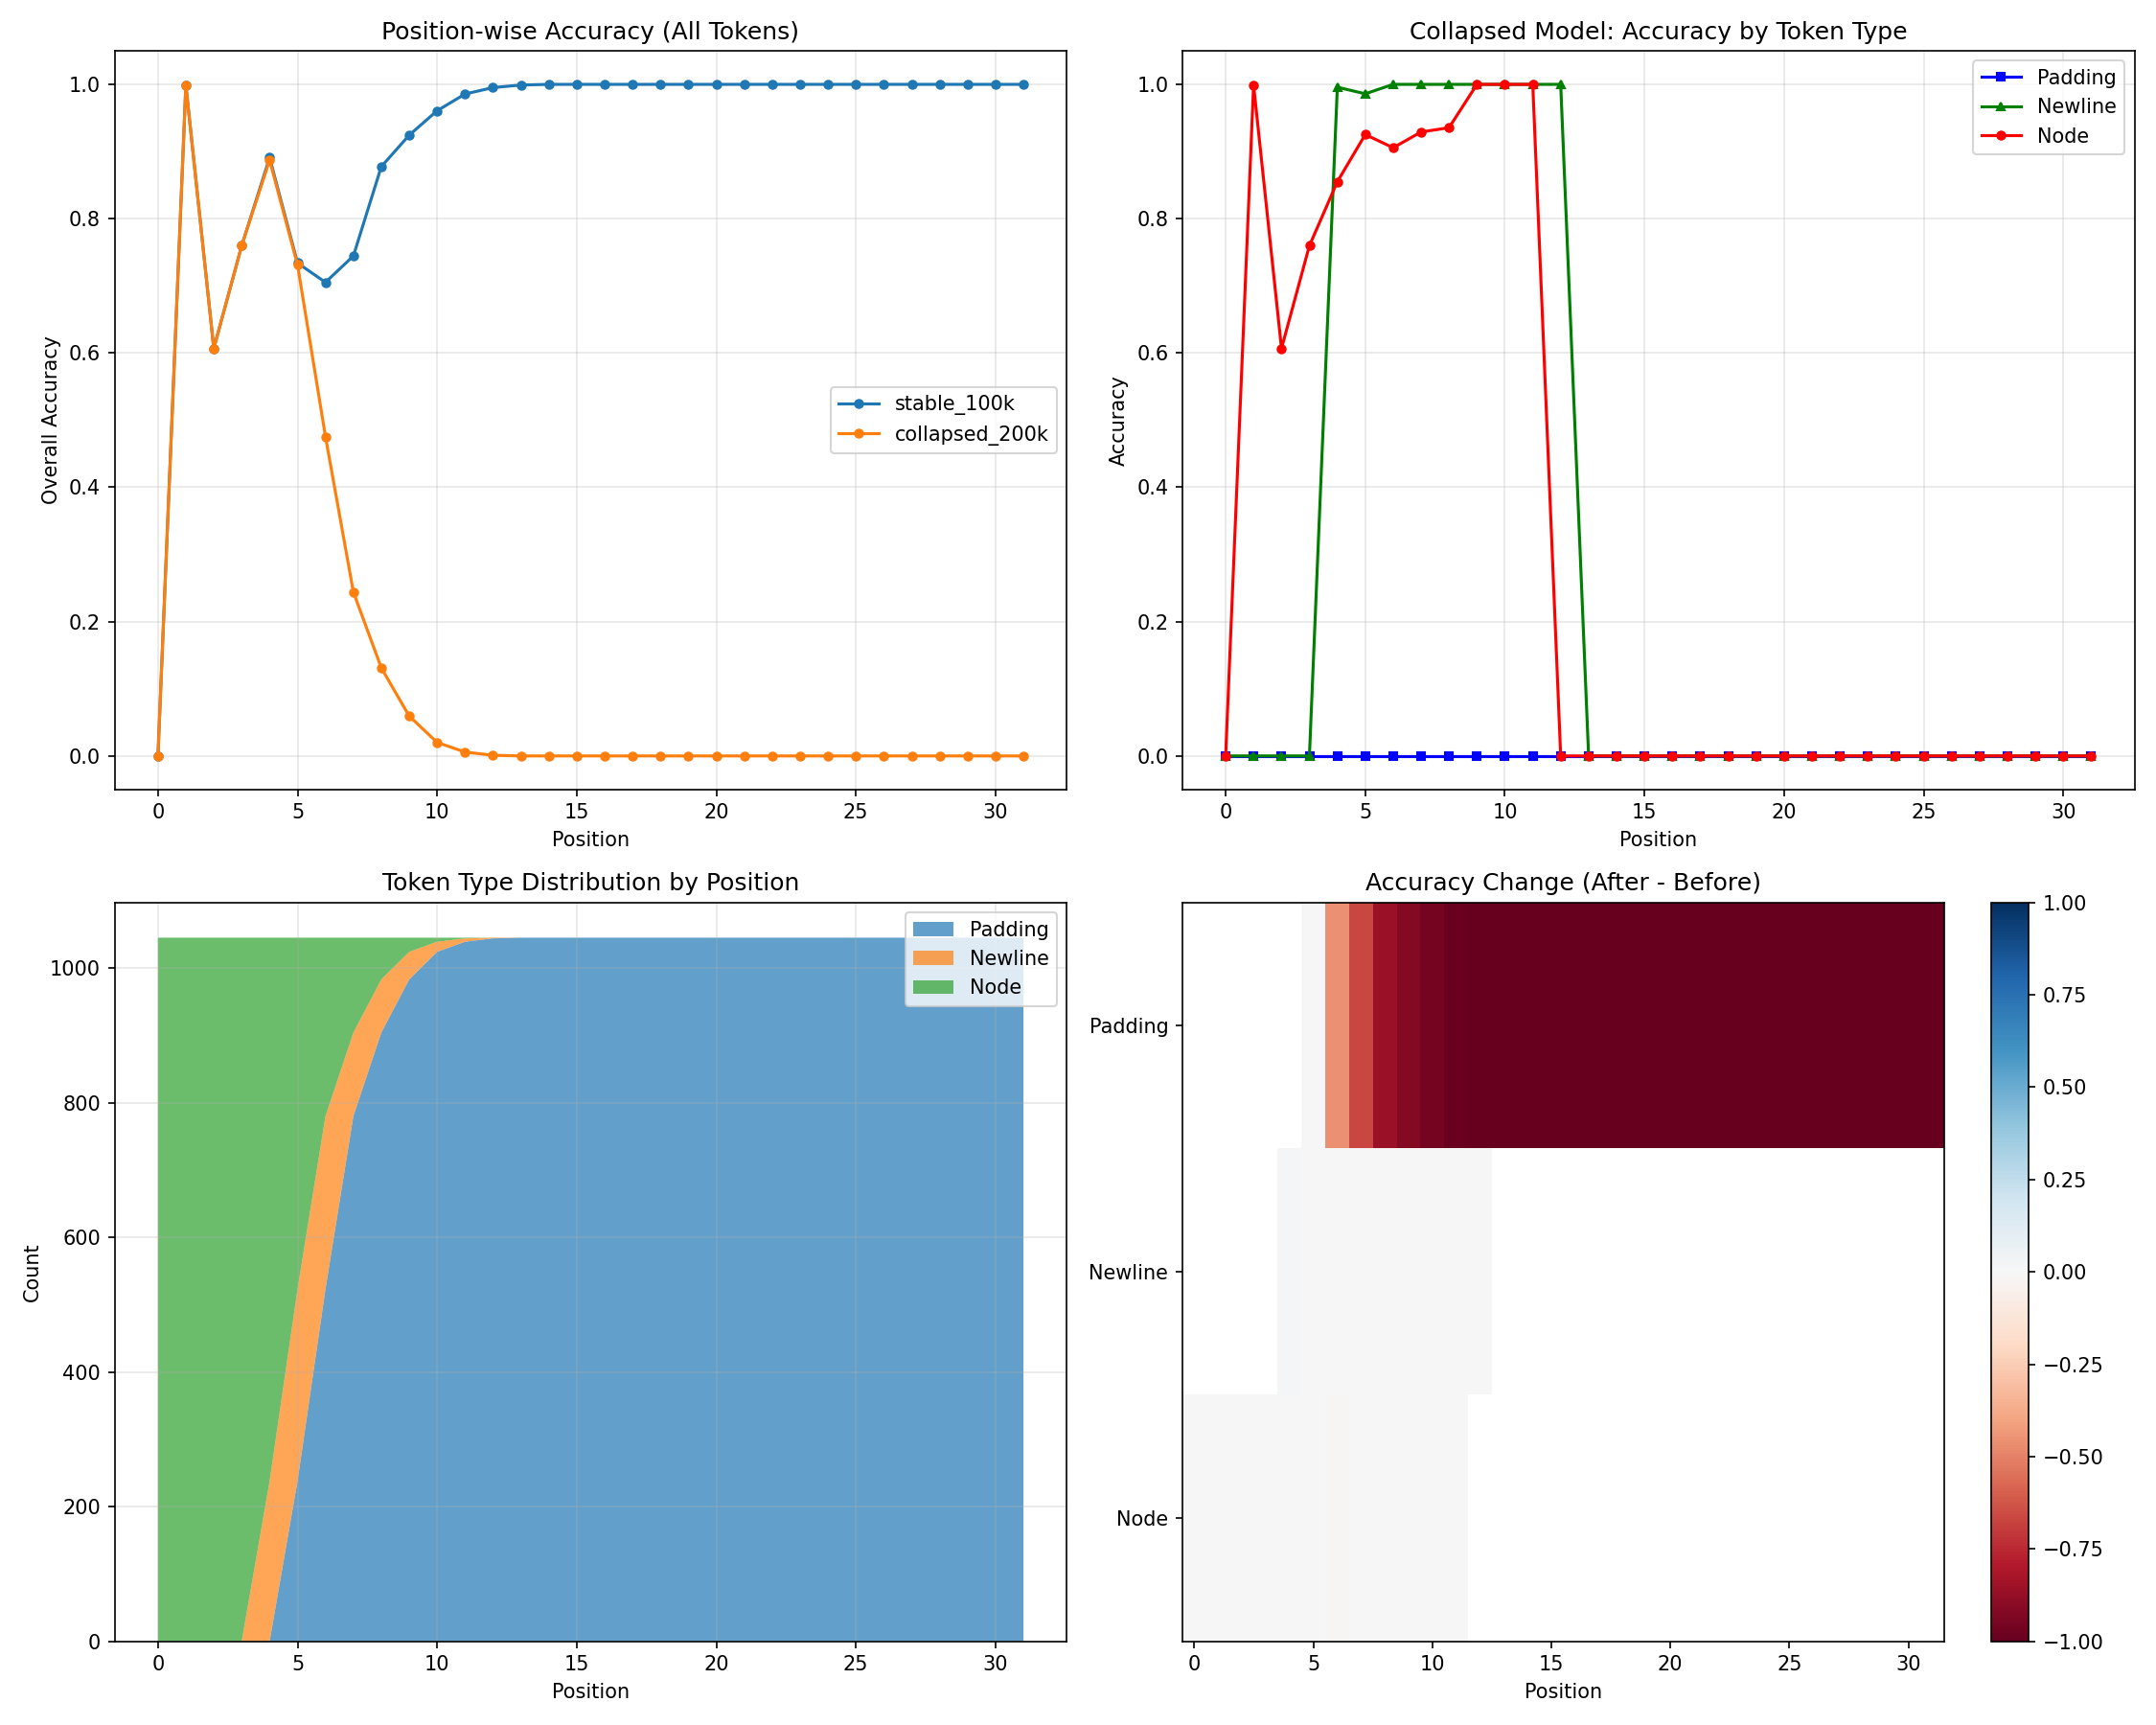 Position-wise Accuracy (All Tokens)
1.0
0.8
0.6
0.4
0.2
0.0
Overall Accuracy
stable_100k
collapsed_200k
0 5 10 15 20 25 30
Position
Collapsed Model: Accuracy by Token Type
1.0
0.8
0.6
0.4
0.2
0.0
Accuracy
Padding
Newline
Node
0 5 10 15 20 25 30
Position
Token Type Distribution by Position
1000
800
600
400
200
0
Count
Padding
Newline
Node
0 5 10 15 20 25 30
Position
Accuracy Change (After - Before)
Padding
Newline
Node
0 5 10 15 20 25 30
Position
1.00
0.75
0.50
0.25
0.00
−0.25
−0.50
−0.75
−1.00